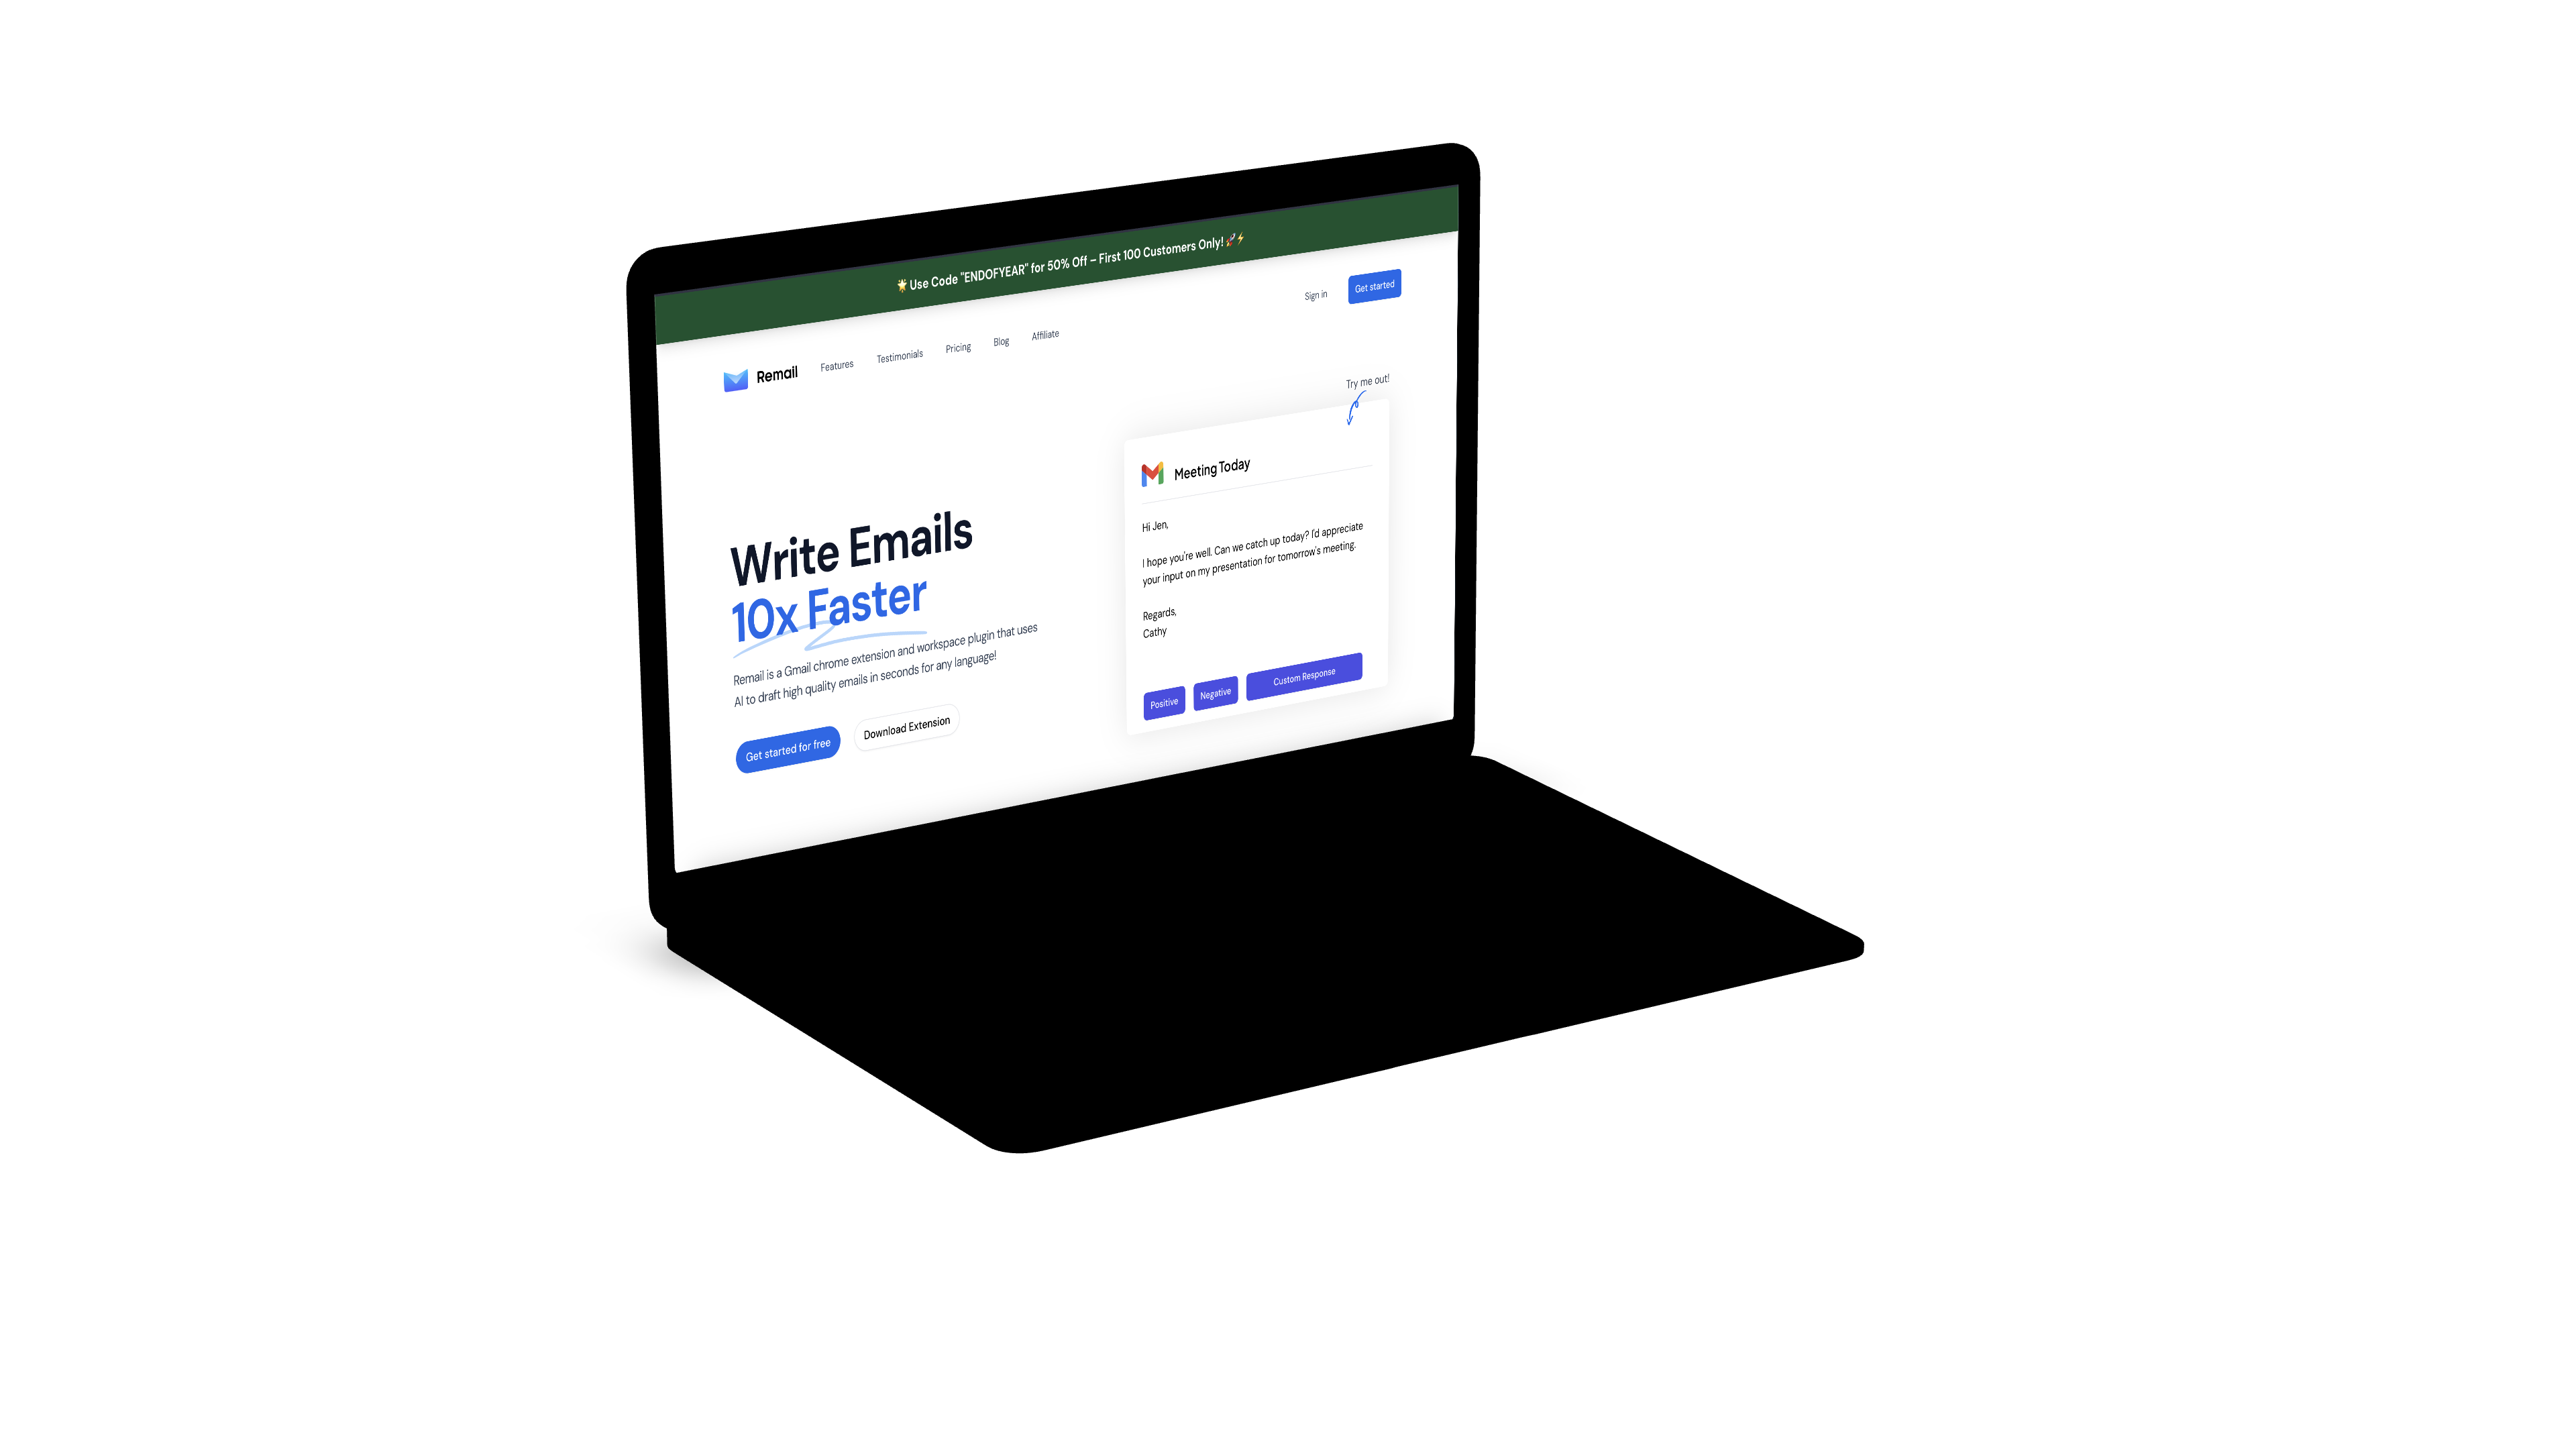 🌟 Use Code "ENDOFYEAR" for 50% Off – First 100 Customers Only! 🚀⚡
Remail
Features
Testimonials
Pricing
Blog
Affiliate
Sign in
Get started
Write Emails
10x Faster
Remail is a Gmail chrome extension and workspace plugin that uses
AI to draft high quality emails in seconds for any language!
Get started for free
Download Extension
Try me out!
Meeting Today
Hi Jen,
I hope you're well. Can we catch up today? I'd appreciate
your input on my presentation for tomorrow's meeting.
Regards,
Cathy
Positive
Negative
Custom Response